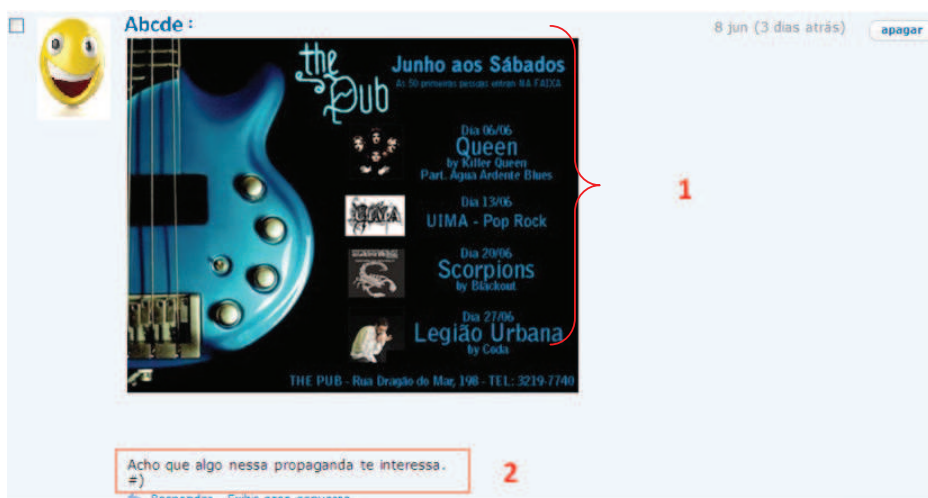 Abcde :
8 jun (3 dias atrás)
apagar
the Pub
Junho aos Sábados
As 50 primeiras pessoas entram NA FAIXA
Dia 06/06
Queen
by Killer Queen
Part. Água Ardente Blues
Dia 13/06
UIMA
UIMA - Pop Rock
Dia 20/06
Scorpions
by Blackout
Dia 27/06
Legião Urbana
by Coda
THE PUB - Rua Dragão do Mar, 198 - TEL: 3219-7740
1
Acho que algo nessa propaganda te interessa.
#)
2